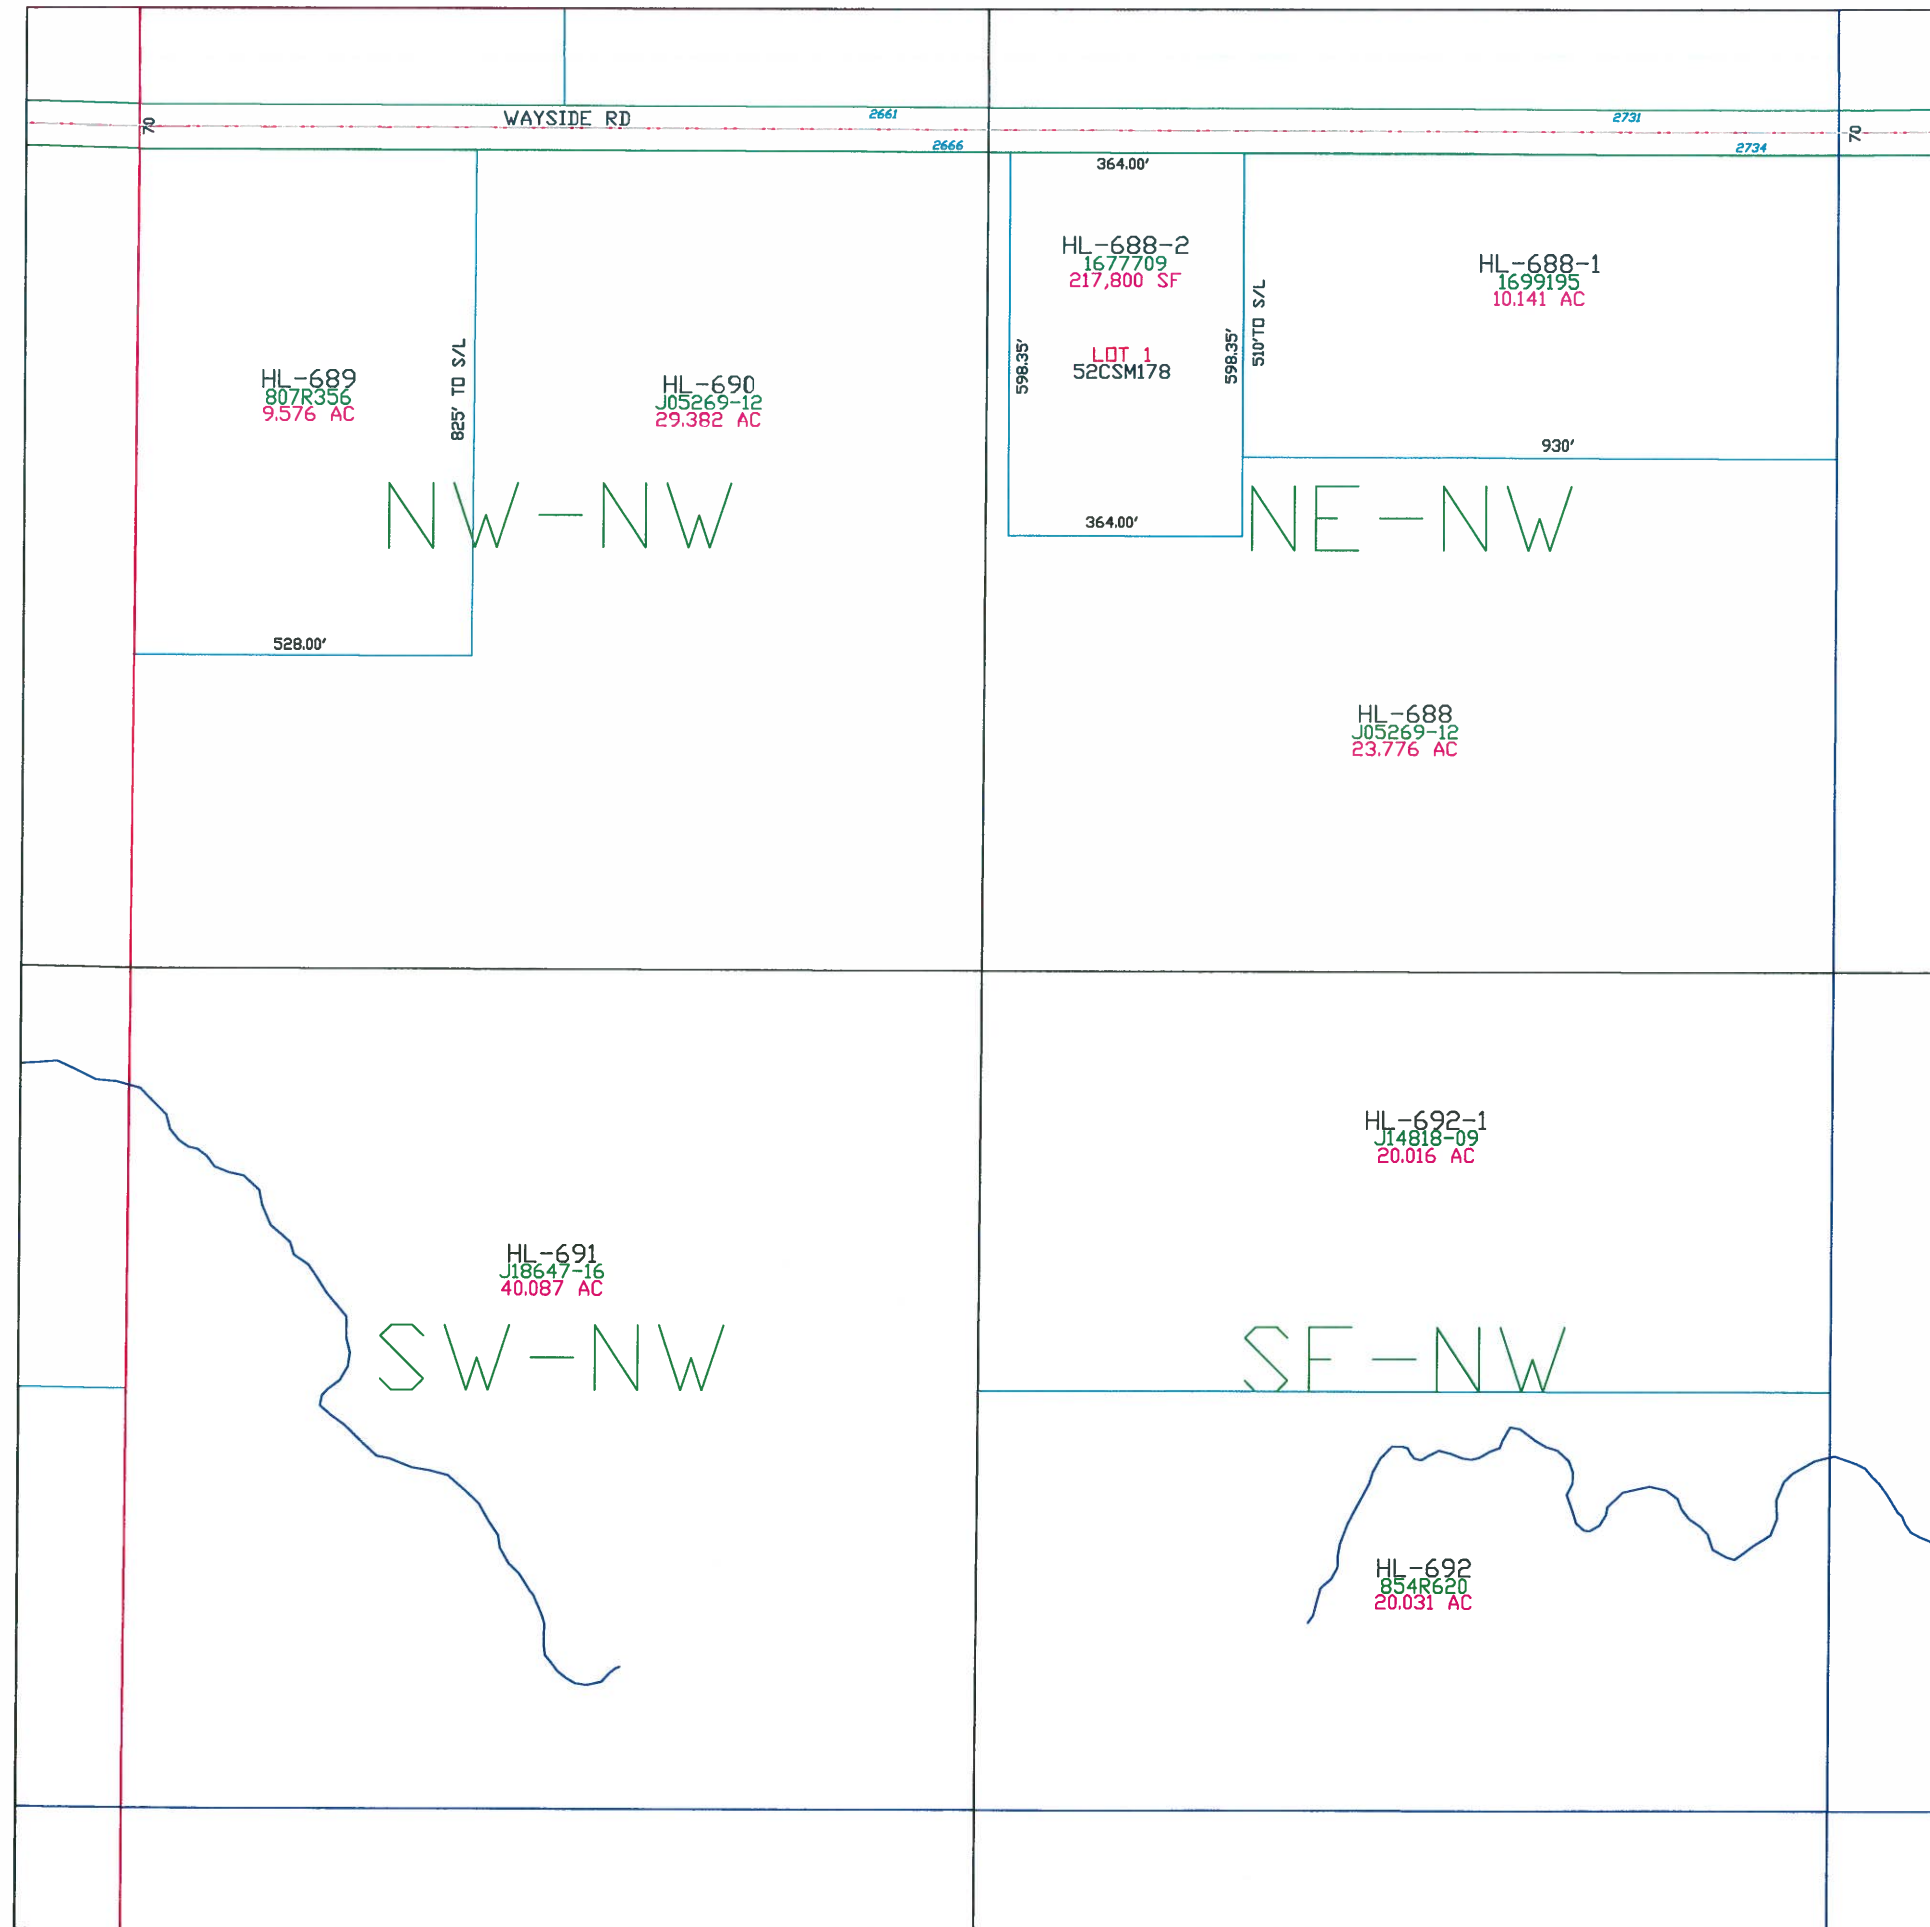 WAYSIDE RD
2661
2731
70
70
2666
2734
364.00'
HL-688-2
1677709
217,800 SF
LOT 1
52CSM178
598.35'
598.35'
510'TO S/L
364.00'
HL-688-1
1699195
10.141 AC
930'
HL-689
807R356
9.576 AC
825' TO S/L
528.00'
HL-690
J05269-12
29.382 AC
NW-NW
NE-NW
HL-688
J05269-12
23.776 AC
HL-692-1
J14818-09
20.016 AC
HL-691
J18647-16
40.087 AC
SW-NW
SE-NW
HL-692
854R620
20.031 AC